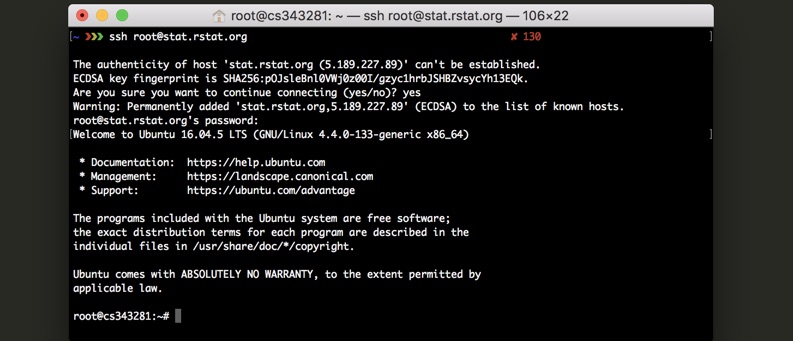 root@cs343281: ~ — ssh root@stat.rstat.org — 106×22
[~ ❯❯❯ ssh root@stat.rstat.org ✘ 130 ]
The authenticity of host 'stat.rstat.org (5.189.227.89)' can't be established.
ECDSA key fingerprint is SHA256:pOJsleBnl0VWj0z00I/gzyc1hrbJSHBZvsycYh13EQk.
Are you sure you want to continue connecting (yes/no)? yes
Warning: Permanently added 'stat.rstat.org,5.189.227.89' (ECDSA) to the list of known hosts.
root@stat.rstat.org's password:
[Welcome to Ubuntu 16.04.5 LTS (GNU/Linux 4.4.0-133-generic x86_64) ]
* Documentation: https://help.ubuntu.com
* Management: https://landscape.canonical.com
* Support: https://ubuntu.com/advantage
The programs included with the Ubuntu system are free software;
the exact distribution terms for each program are described in the
individual files in /usr/share/doc/*/copyright.
Ubuntu comes with ABSOLUTELY NO WARRANTY, to the extent permitted by
applicable law.
root@cs343281:~#